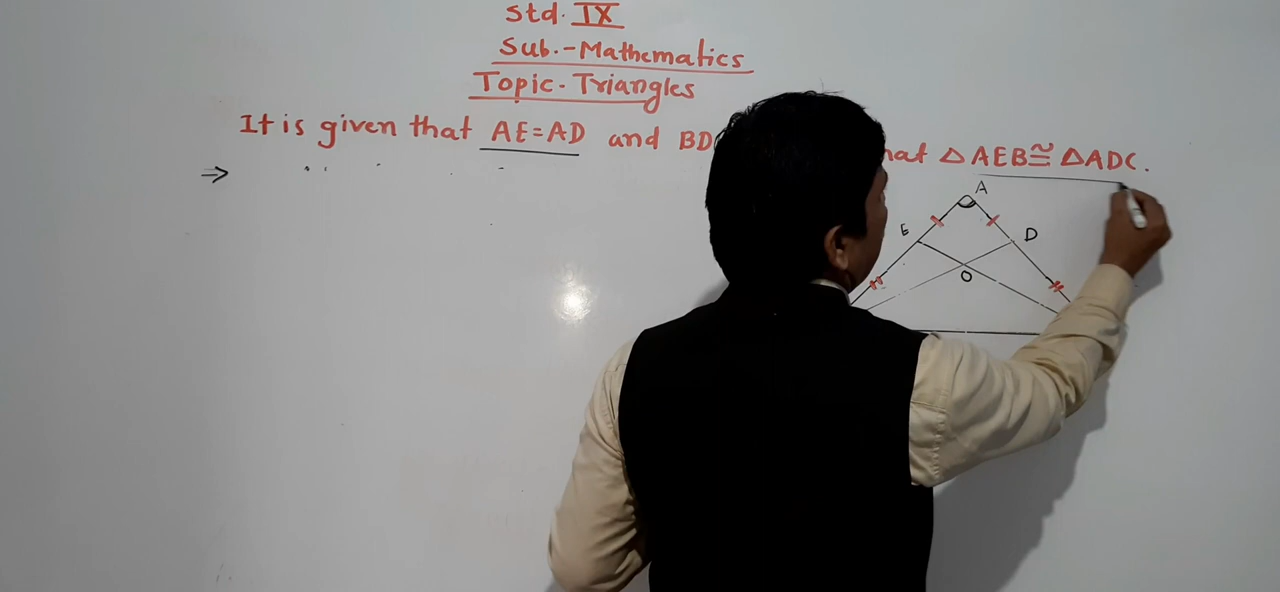 Std. IX
Sub.-Mathematics
Topic-Triangles
It is given that AE=AD and BD
hat △AEB≅△ADC.
⇒
A
E
D
O